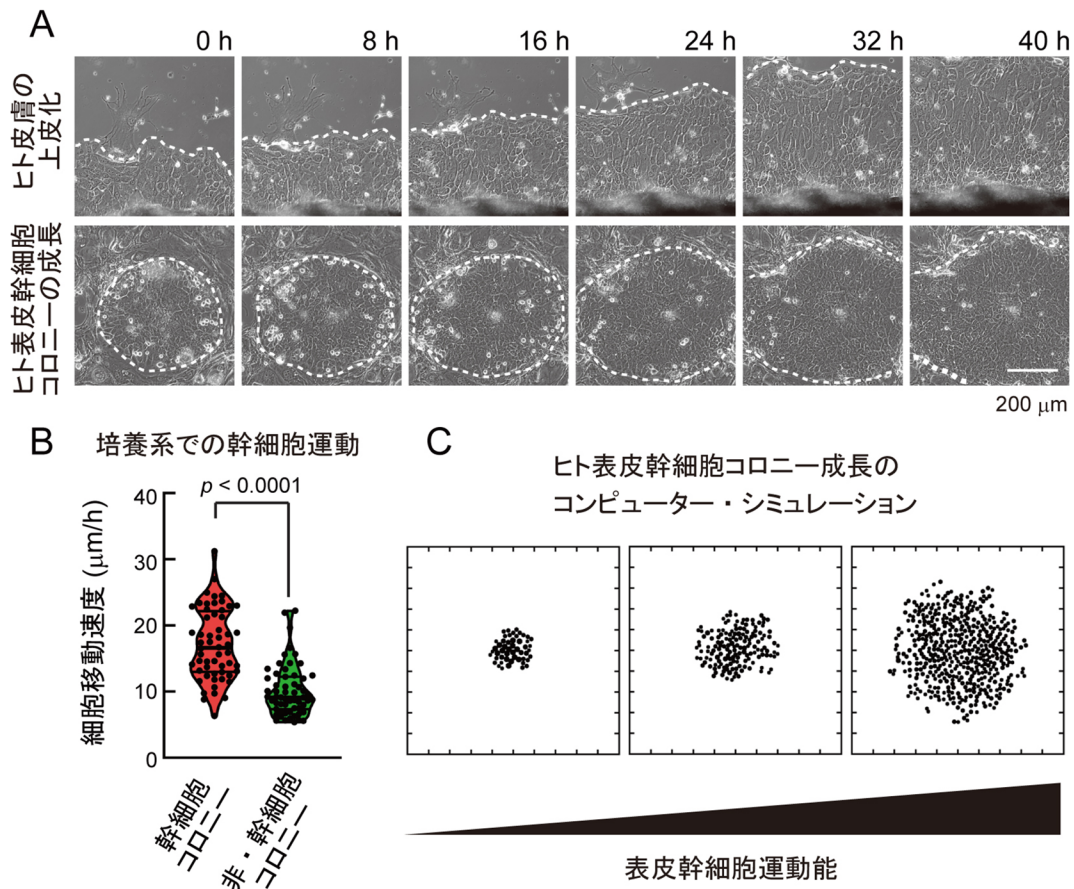 A
0 h
8 h
16 h
24 h
32 h
40 h
ヒト皮膚の
上皮化
ヒト表皮幹細胞
コロニーの成長
200 μm
B
培養系での幹細胞運動
p < 0.0001
細胞移動速度 (μm/h)
40
30
20
10
0
幹細胞
コロニー
非・幹細胞
コロニー
C
ヒト表皮幹細胞コロニー成長の
コンピューター・シミュレーション
表皮幹細胞運動能